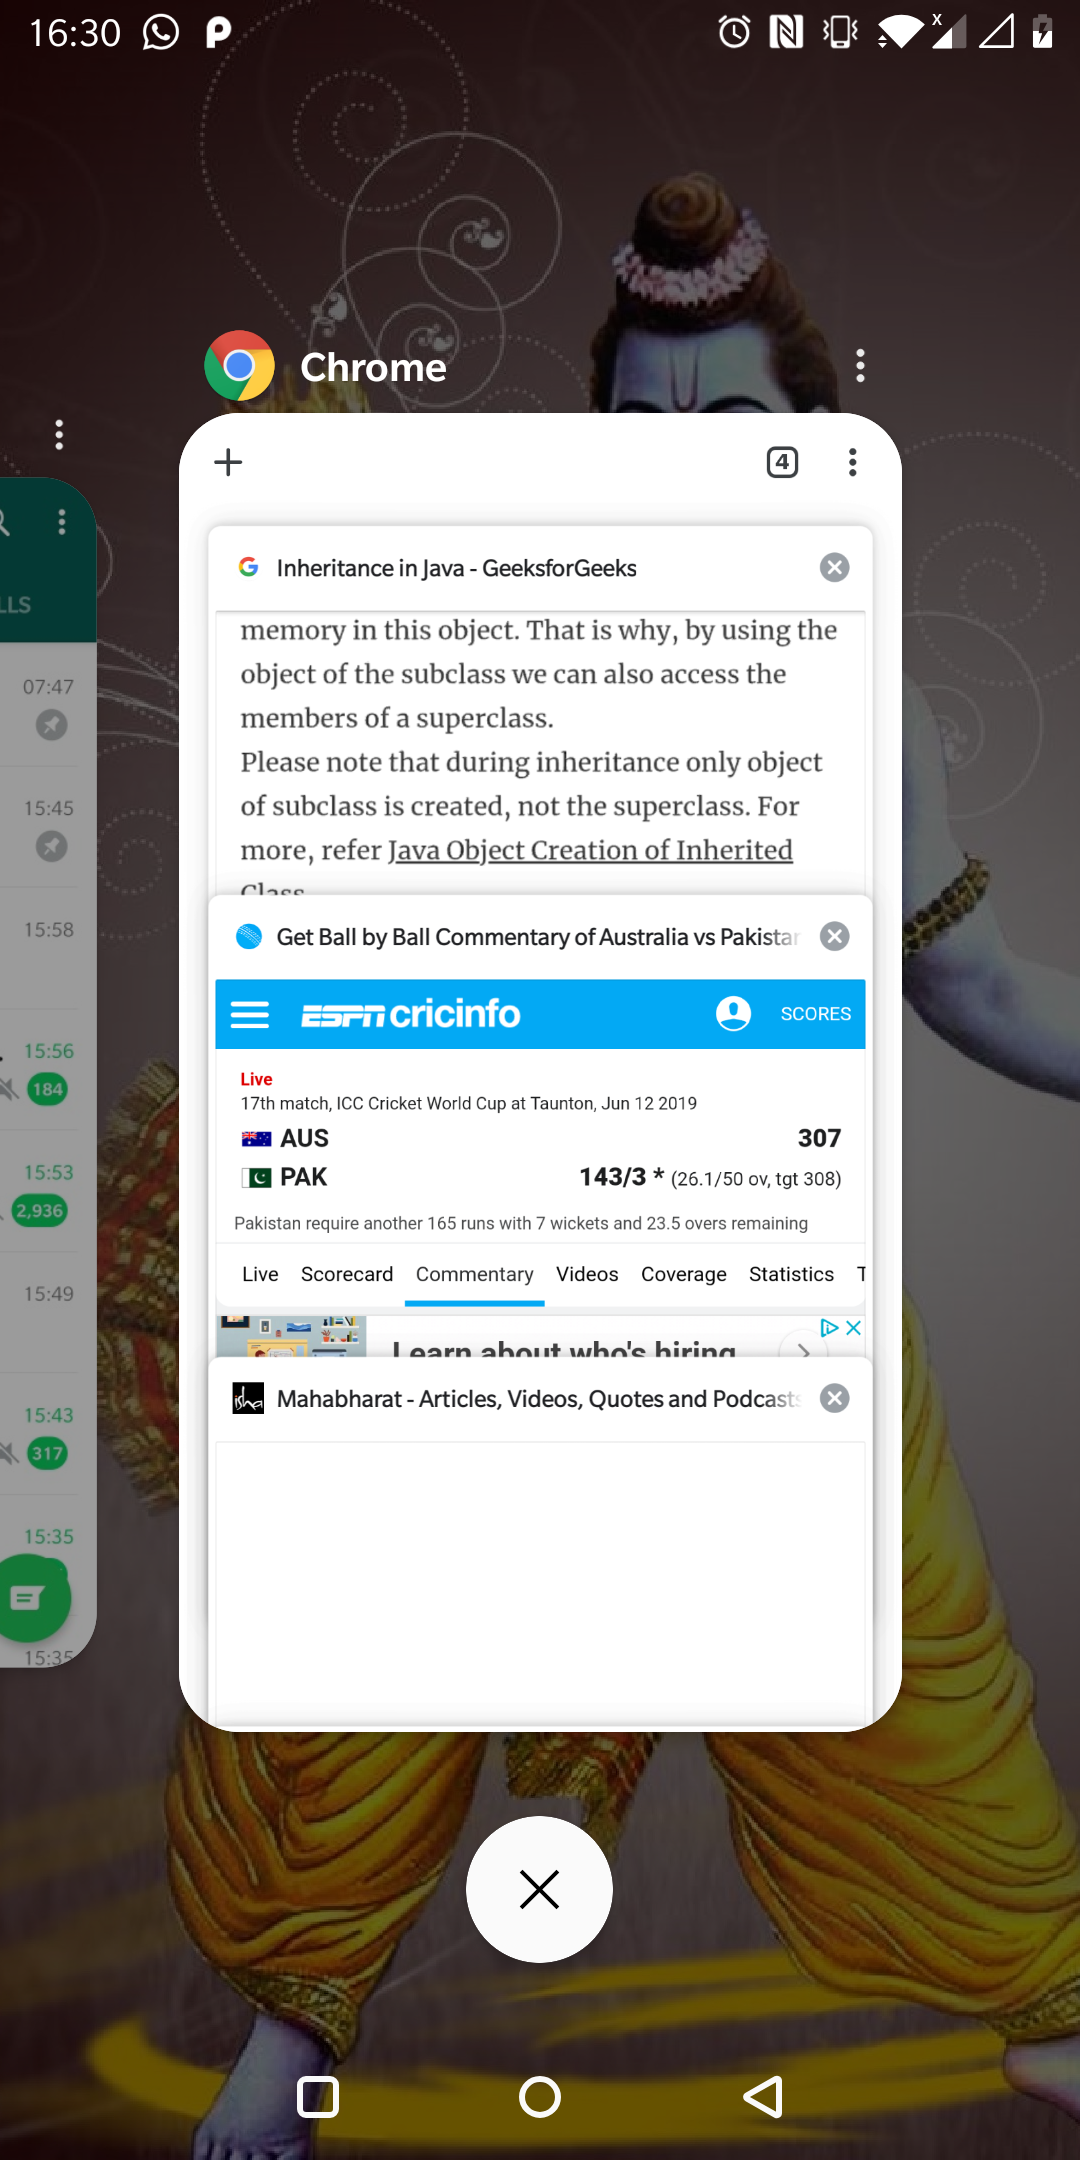 16:30
Chrome
4
LLS
07:47
15:45
15:58
15:56
184
15:53
2,936
15:49
15:43
317
15:35
15:35
Inheritance in Java - GeeksforGeeks
memory in this object. That is why, by using the
object of the subclass we can also access the
members of a superclass.
Please note that during inheritance only object
of subclass is created, not the superclass. For
more, refer Java Object Creation of Inherited
Class
Get Ball by Ball Commentary of Australia vs Pakistan
ESPN cricinfo
SCORES
Live
17th match, ICC Cricket World Cup at Taunton, Jun 12 2019
AUS 307
PAK 143/3 * (26.1/50 ov, tgt 308)
Pakistan require another 165 runs with 7 wickets and 23.5 overs remaining
Live Scorecard Commentary Videos Coverage Statistics T
Learn about who's hiring
isha
Mahabharat - Articles, Videos, Quotes and Podcasts